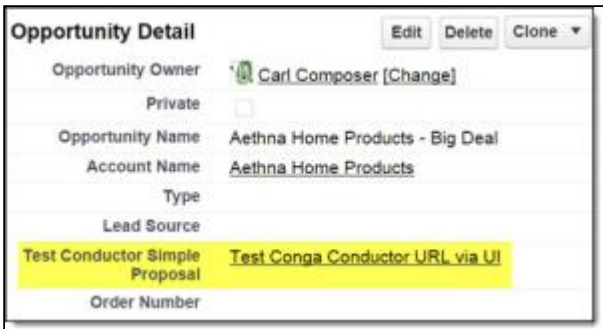 Opportunity Detail Edit Delete Clone
Opportunity Owner Carl Composer [Change]
Private
Opportunity Name Aethna Home Products - Big Deal
Account Name Aethna Home Products
Type
Lead Source
Test Conductor Simple Test Conga Conductor URL via UI
Proposal
Order Number